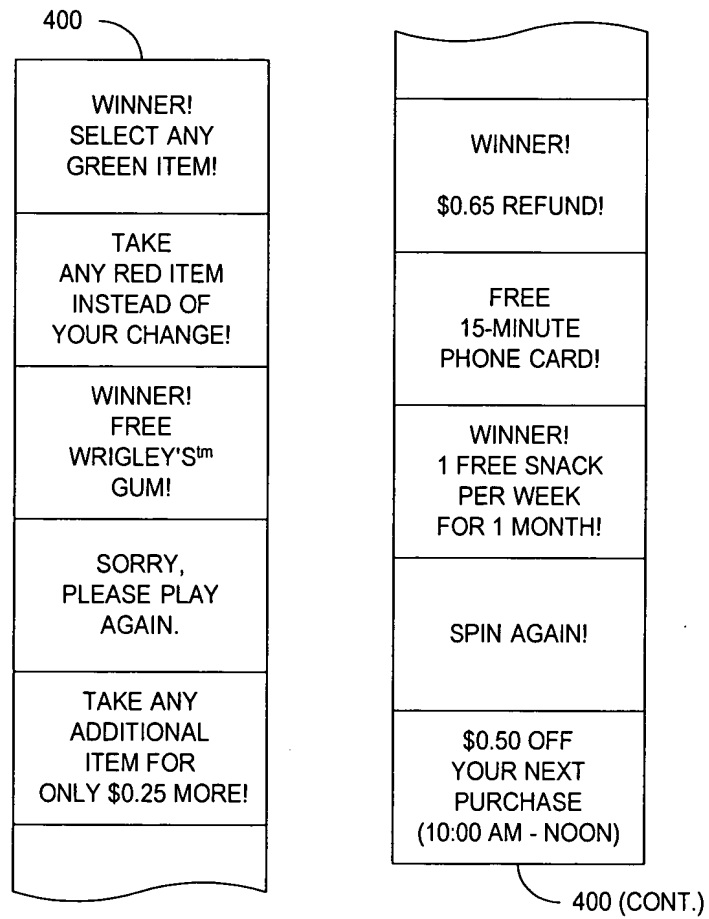 400
WINNER!
SELECT ANY
GREEN ITEM!
TAKE
ANY RED ITEM
INSTEAD OF
YOUR CHANGE!
WINNER!
FREE
WRIGLEY'S™
GUM!
SORRY,
PLEASE PLAY
AGAIN.
TAKE ANY
ADDITIONAL
ITEM FOR
ONLY $0.25 MORE!
WINNER!
$0.65 REFUND!
FREE
15-MINUTE
PHONE CARD!
WINNER!
1 FREE SNACK
PER WEEK
FOR 1 MONTH!
SPIN AGAIN!
$0.50 OFF
YOUR NEXT
PURCHASE
(10:00 AM - NOON)
400 (CONT.)